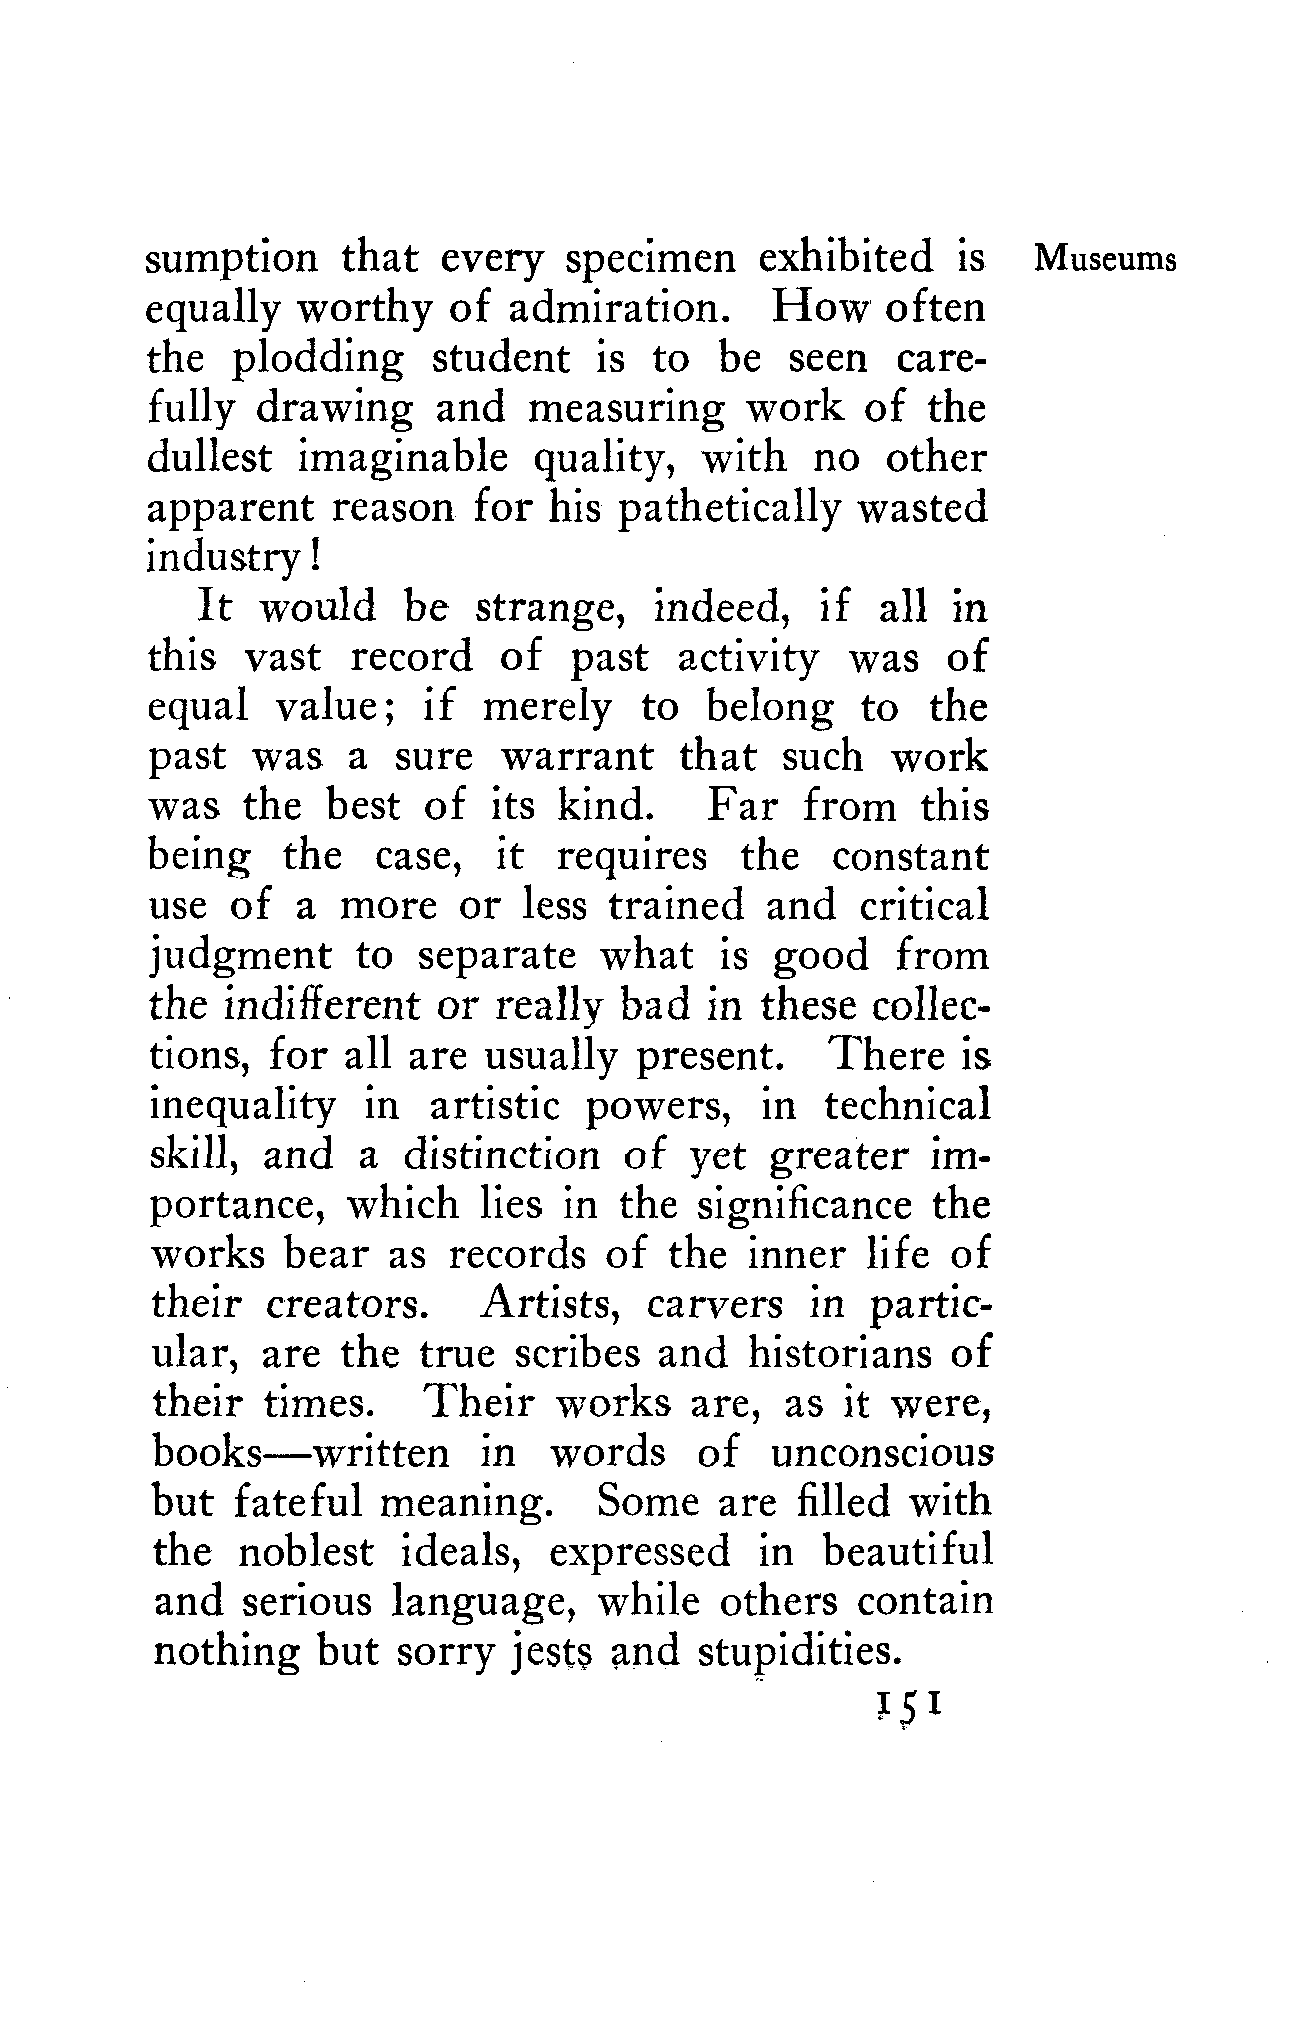 sumption that every specimen exhibited is Museums
equally worthy of admiration. How often
the plodding student is to be seen care-
fully drawing and measuring work of the
dullest imaginable quality, with no other
apparent reason for his pathetically wasted
industry!
It would be strange, indeed, if all in
this vast record of past activity was of
equal value; if merely to belong to the
past was a sure warrant that such work
was the best of its kind. Far from this
being the case, it requires the constant
use of a more or less trained and critical
judgment to separate what is good from
the indifferent or really bad in these collec-
tions, for all are usually present. There is
inequality in artistic powers, in technical
skill, and a distinction of yet greater im-
portance, which lies in the significance the
works bear as records of the inner life of
their creators. Artists, carvers in partic-
ular, are the true scribes and historians of
their times. Their works are, as it were,
books—written in words of unconscious
but fateful meaning. Some are filled with
the noblest ideals, expressed in beautiful
and serious language, while others contain
nothing but sorry jests and stupidities.
151